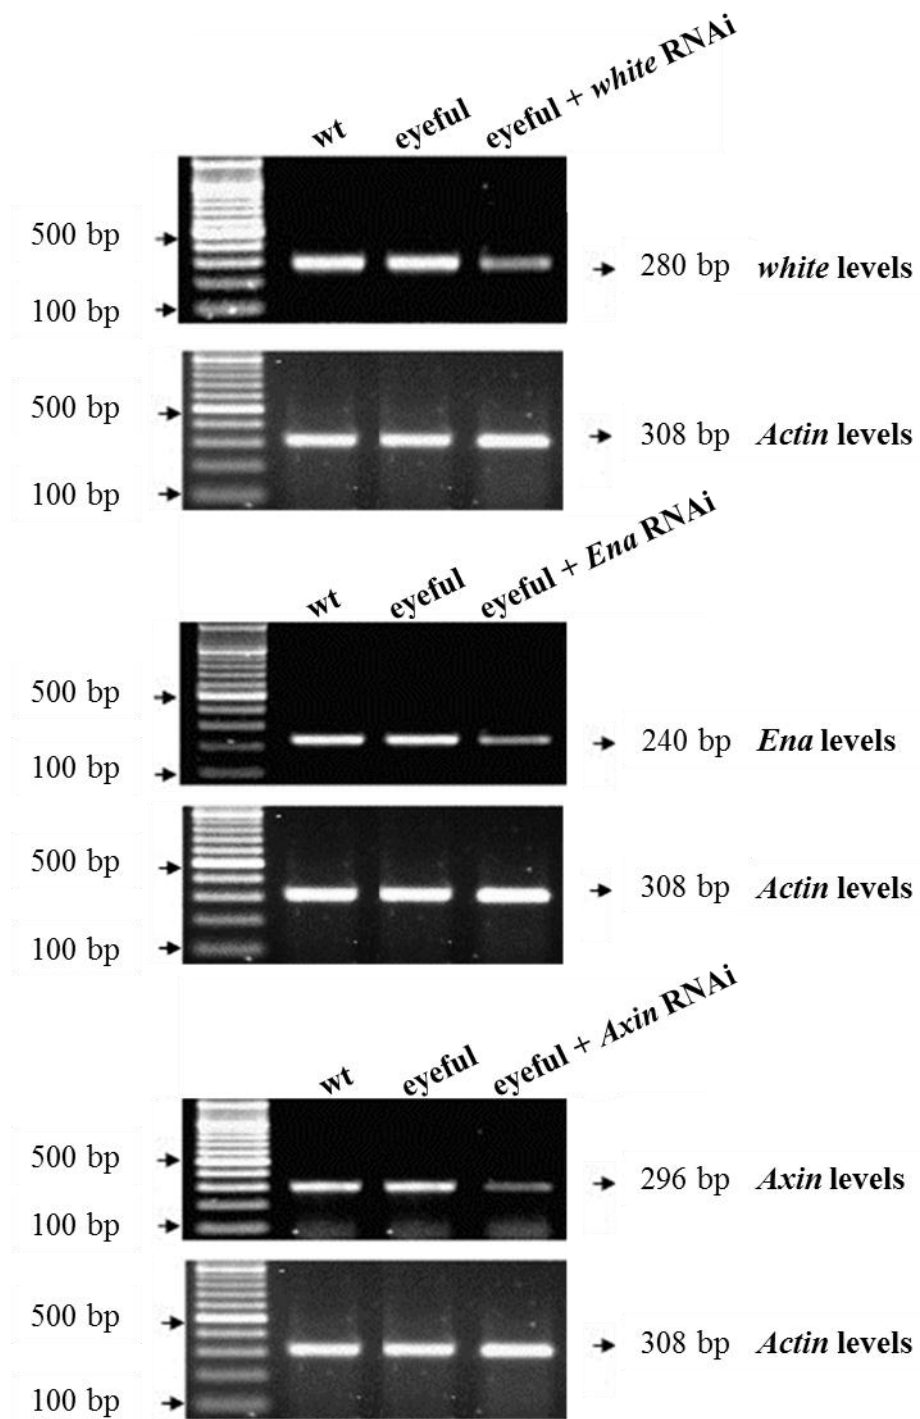 wt eyeful eyeful + white RNAi
500 bp
280 bp white levels
100 bp
500 bp
308 bp Actin levels
100 bp
wt eyeful eyeful + Ena RNAi
500 bp
240 bp Ena levels
100 bp
500 bp
308 bp Actin levels
100 bp
wt eyeful eyeful + Axin RNAi
500 bp
296 bp Axin levels
100 bp
500 bp
308 bp Actin levels
100 bp